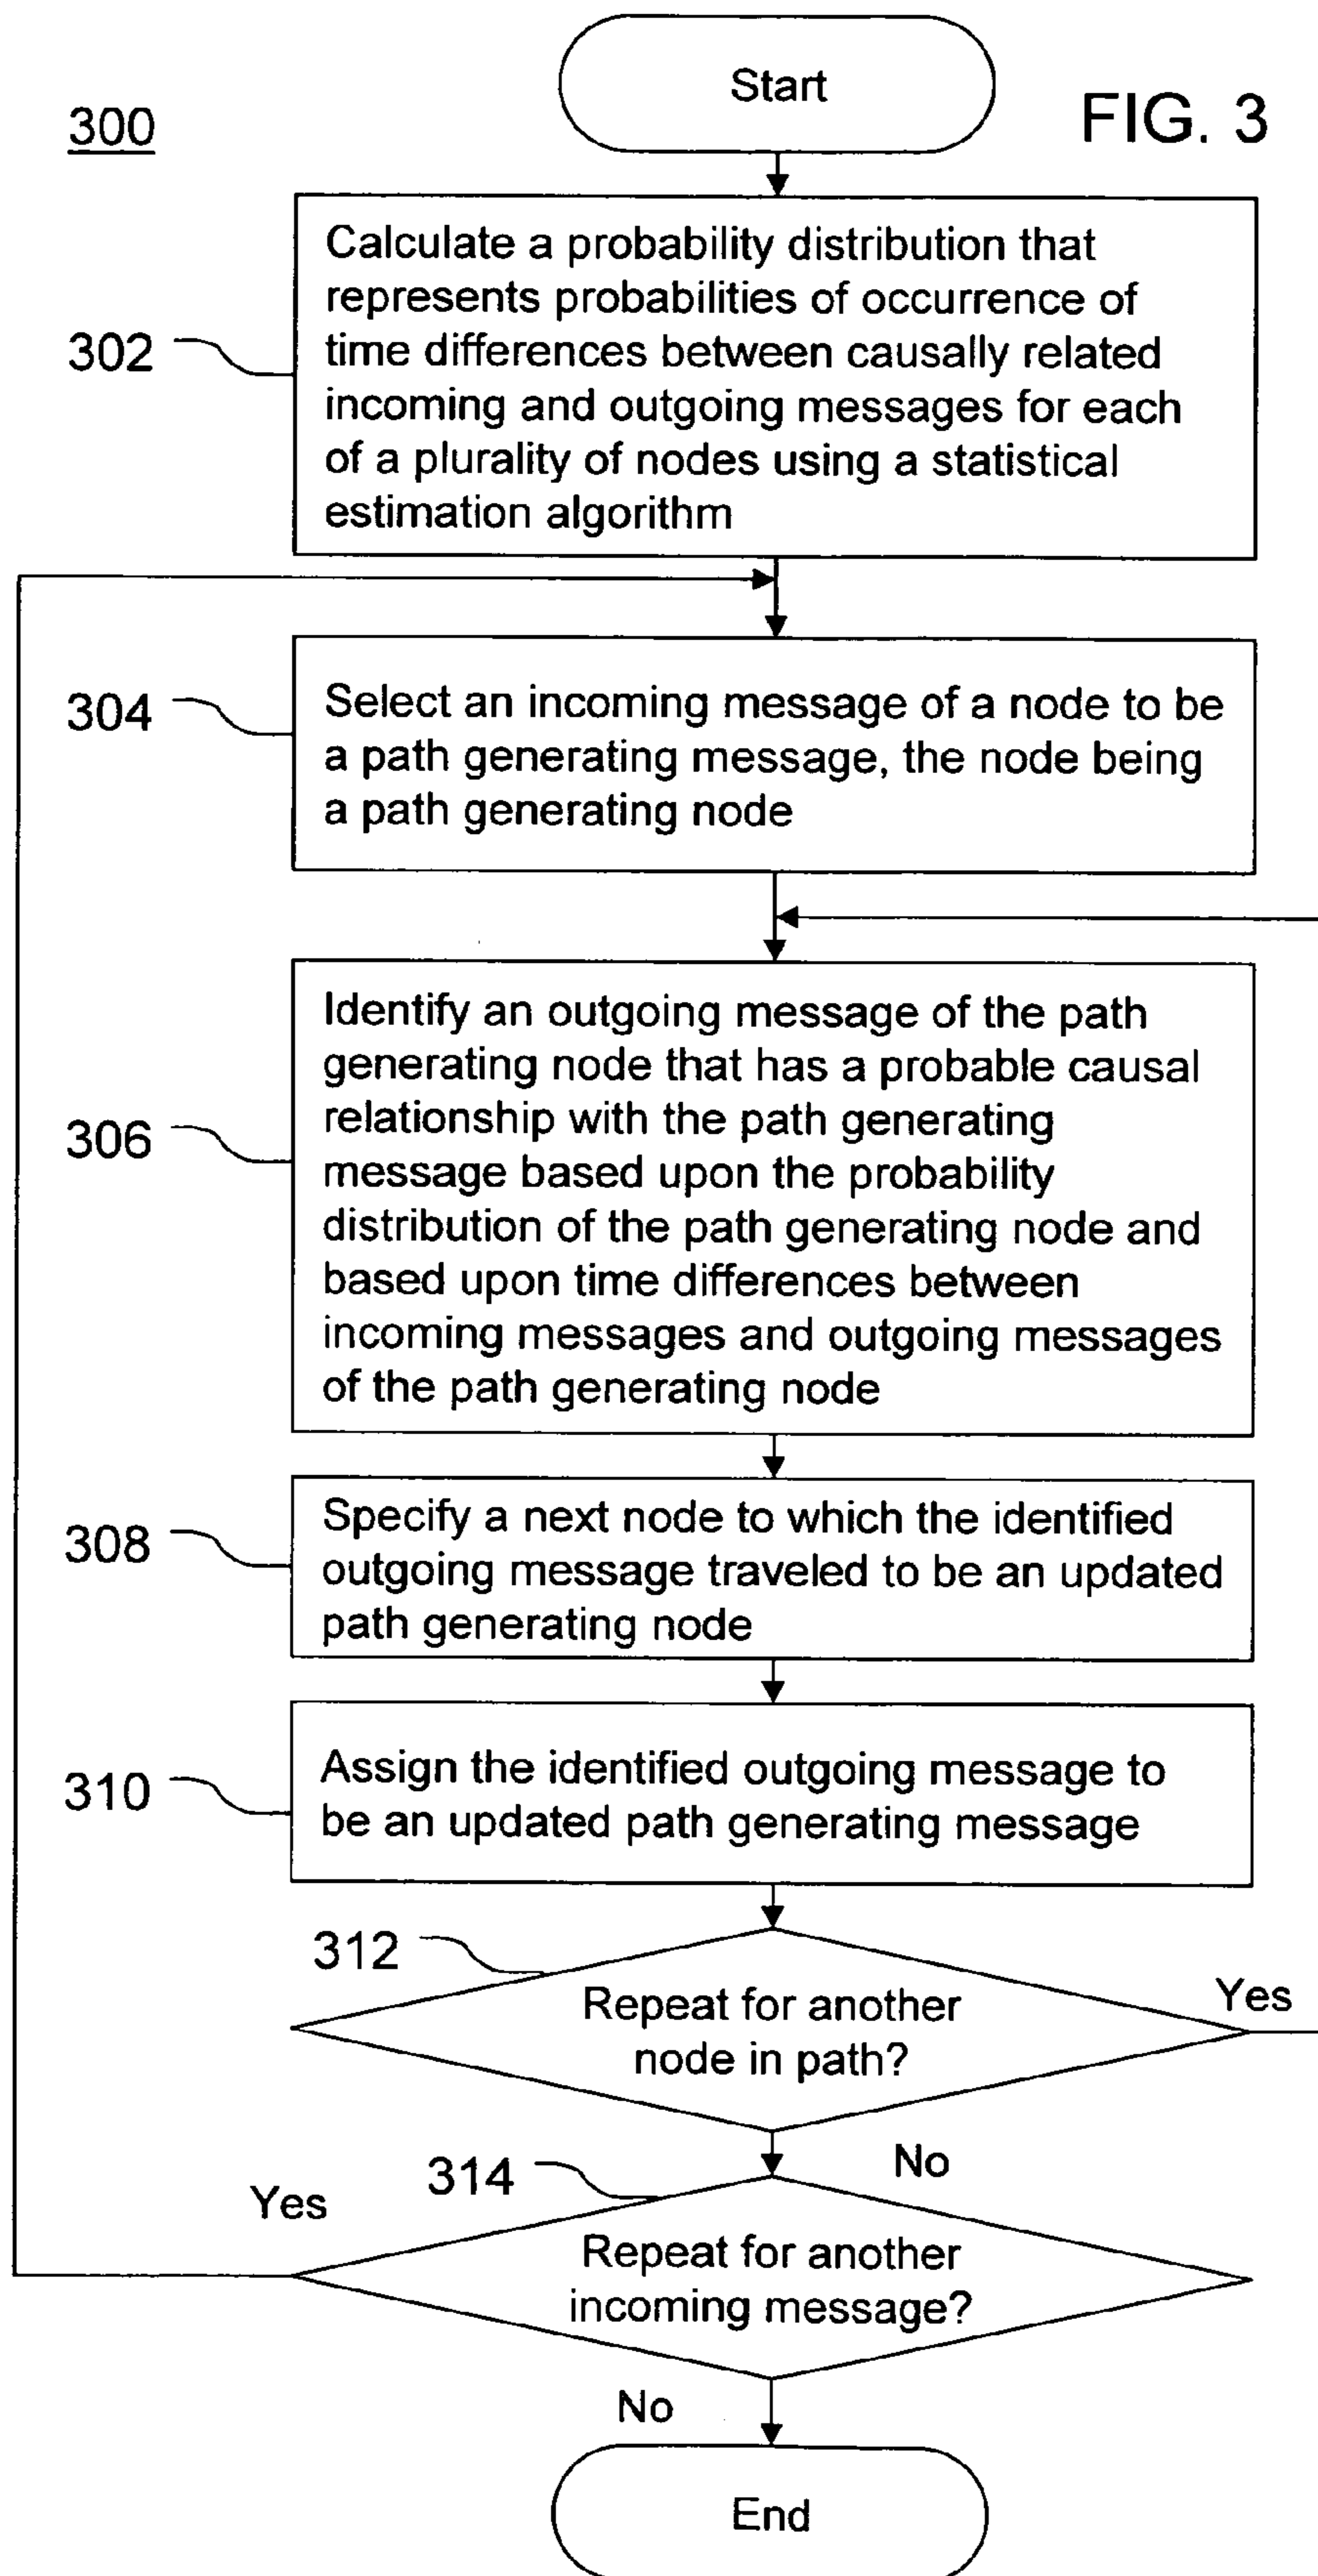 Start
FIG. 3
300
Calculate a probability distribution that
represents probabilities of occurrence of
time differences between causally related
incoming and outgoing messages for each
of a plurality of nodes using a statistical
estimation algorithm
302
304
Select an incoming message of a node to be
a path generating message, the node being
a path generating node
Identify an outgoing message of the path
generating node that has a probable causal
relationship with the path generating
message based upon the probability
distribution of the path generating node and
based upon time differences between
incoming messages and outgoing messages
of the path generating node
306
308
Specify a next node to which the identified
outgoing message traveled to be an updated
path generating node
310
Assign the identified outgoing message to
be an updated path generating message
312
Repeat for another
node in path?
Yes
No
314
Yes
Repeat for another
incoming message?
No
End